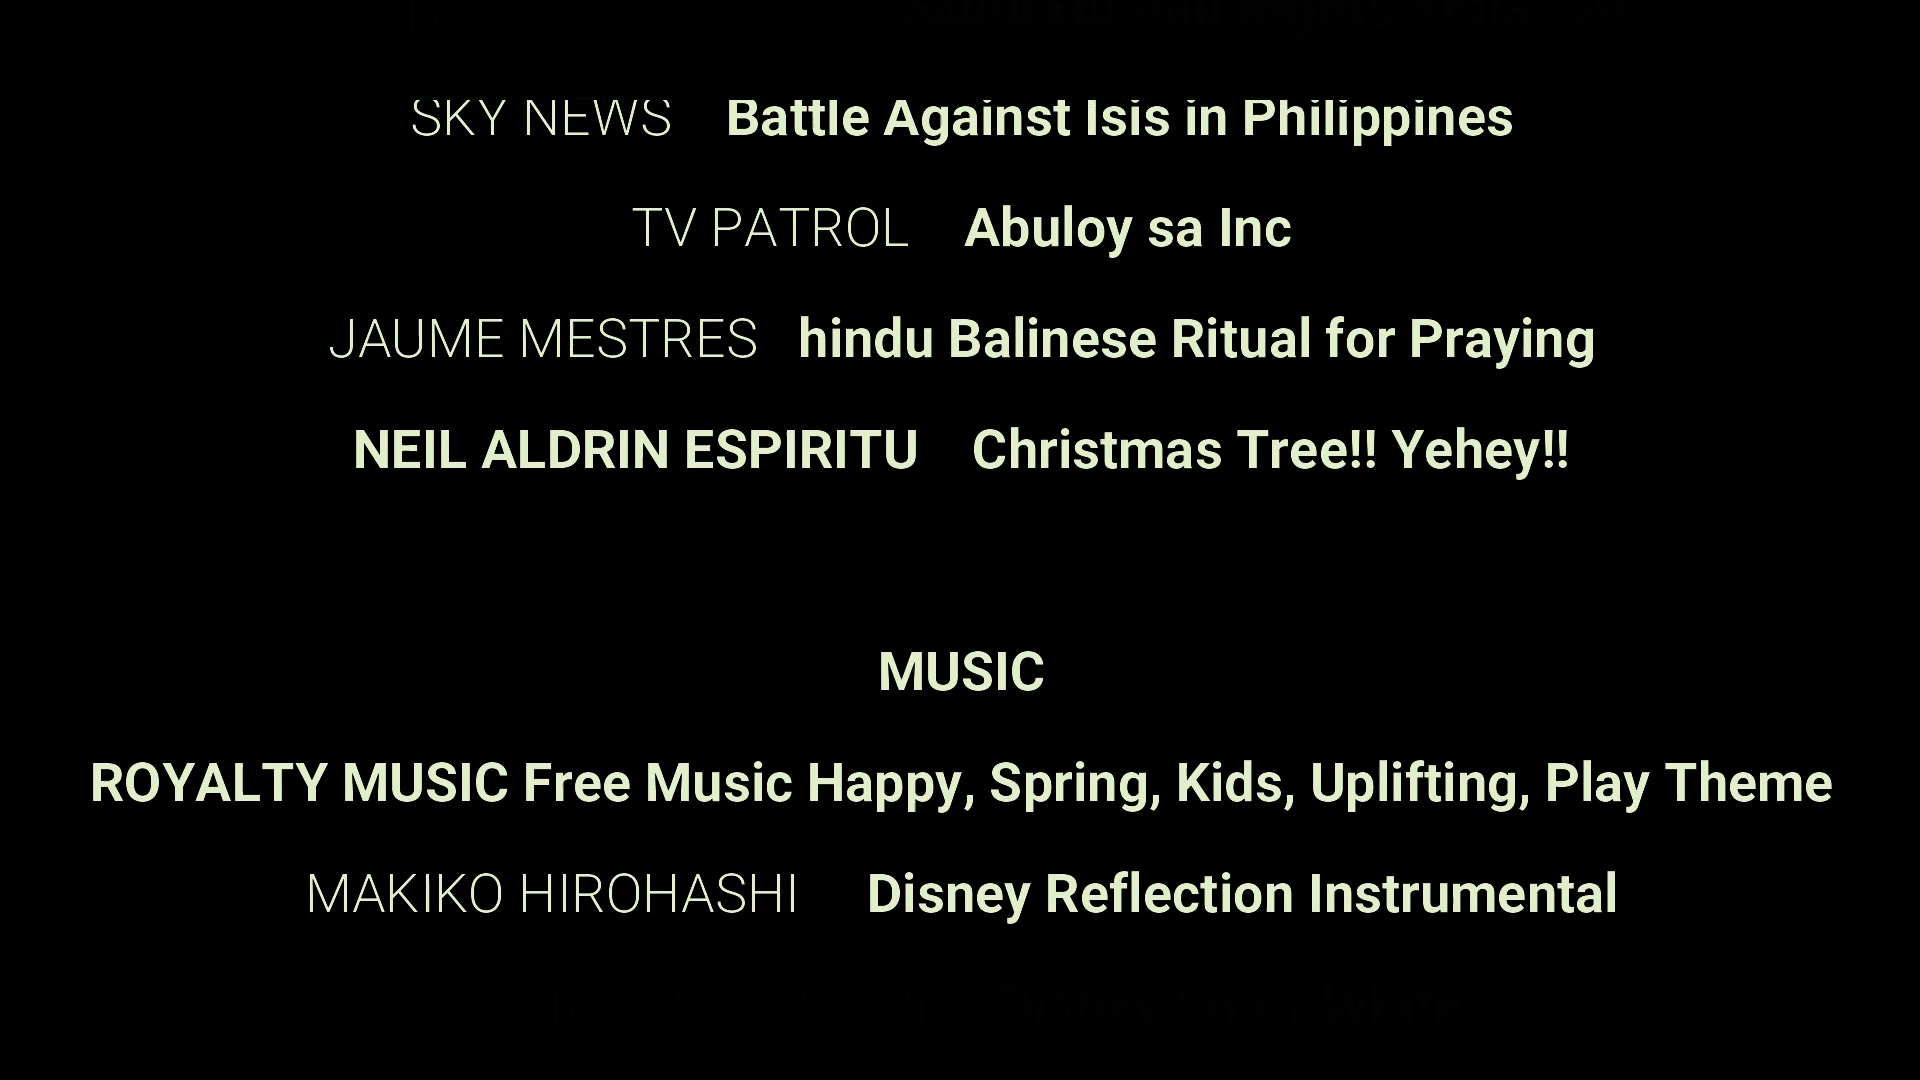 SKY NEWS Battle Against Isis in Philippines
TV PATROL Abuloy sa Inc
JAUME MESTRES hindu Balinese Ritual for Praying
NEIL ALDRIN ESPIRITU Christmas Tree!! Yehey!!
MUSIC
ROYALTY MUSIC Free Music Happy, Spring, Kids, Uplifting, Play Theme
MAKIKO HIROHASHI Disney Reflection Instrumental